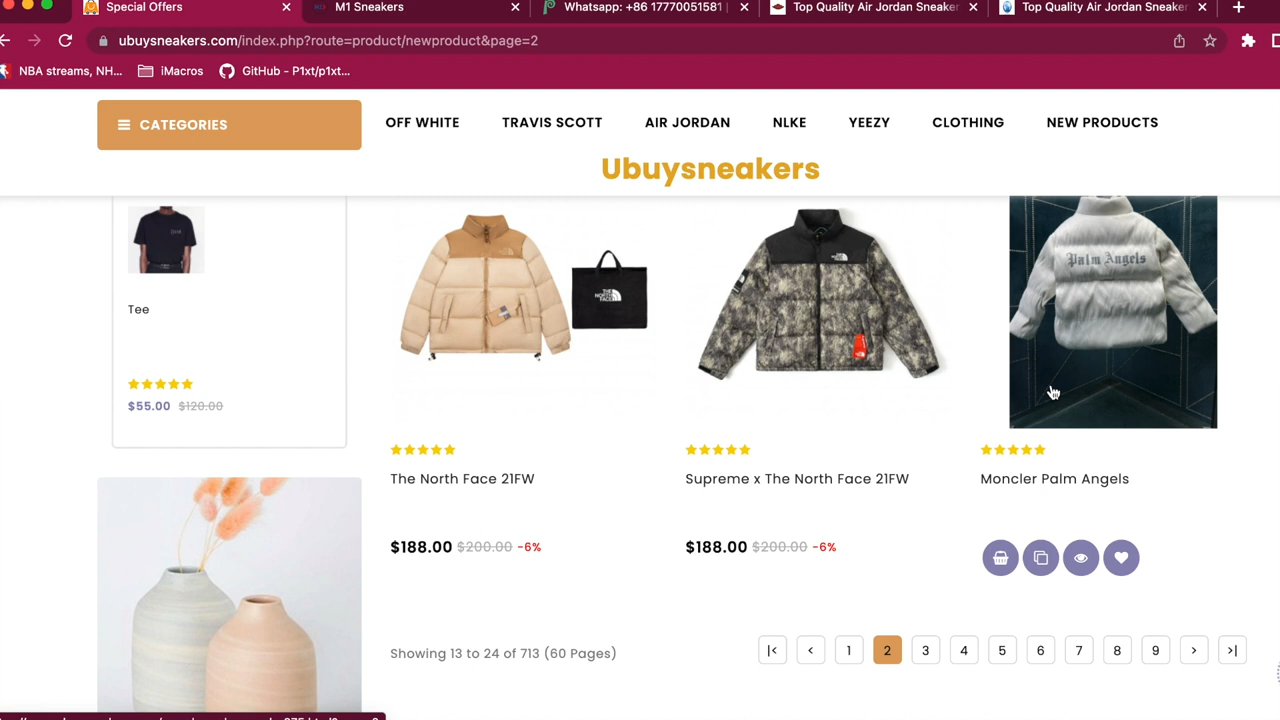 Special Offers
M1 Sneakers
Whatsapp: +86 17770051581 |
Top Quality Air Jordan Sneaker
Top Quality Air Jordan Sneaker
ubuysneakers.com/index.php?route=product/newproduct&page=2
NBA streams, NH...
iMacros
GitHub - P1xt/p1xt...
CATEGORIES
OFF WHITE
TRAVIS SCOTT
AIR JORDAN
NLKE
YEEZY
CLOTHING
NEW PRODUCTS
Ubuysneakers
Palm Angels
THE NORTH FACE
Tee
$55.00 $120.00
The North Face 21FW
Supreme x The North Face 21FW
Moncler Palm Angels
$188.00 $200.00 -6%
$188.00 $200.00 -6%
Showing 13 to 24 of 713 (60 Pages)
|< < 1 2 3 4 5 6 7 8 9 > >|